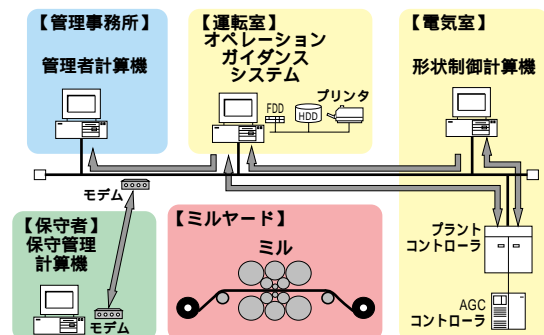 【管理事務所】
管理者計算機
【運転室】
オペレーション
ガイダンス
システム
FDD
HDD
プリンタ
【電気室】
形状制御計算機
モデム
【保守者】
保守管理
計算機
モデム
【ミルヤード】
ミル
プラント
コントローラ
AGC
コントローラ